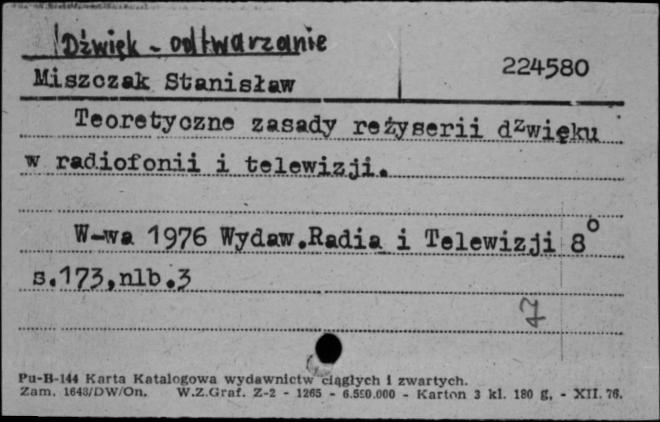 Dźwięk - odtwarzanie
Miszczak Stanisław
224580
Teoretyczne zasady reżyserii dzwięku
w radiofonii i telewizji.
W-wa 1976 Wydaw.Radia i Telewizji 8°
s.173,nlb.3
Pu-B-144 Karta Katalogowa wydawnictw ciągłych i zwartych.
Zam. 1643/DW/On. W.Z.Graf. Z-2 - 1265 - 6.500.000 - Karton 3 kl. 180 g. - XII. 76.